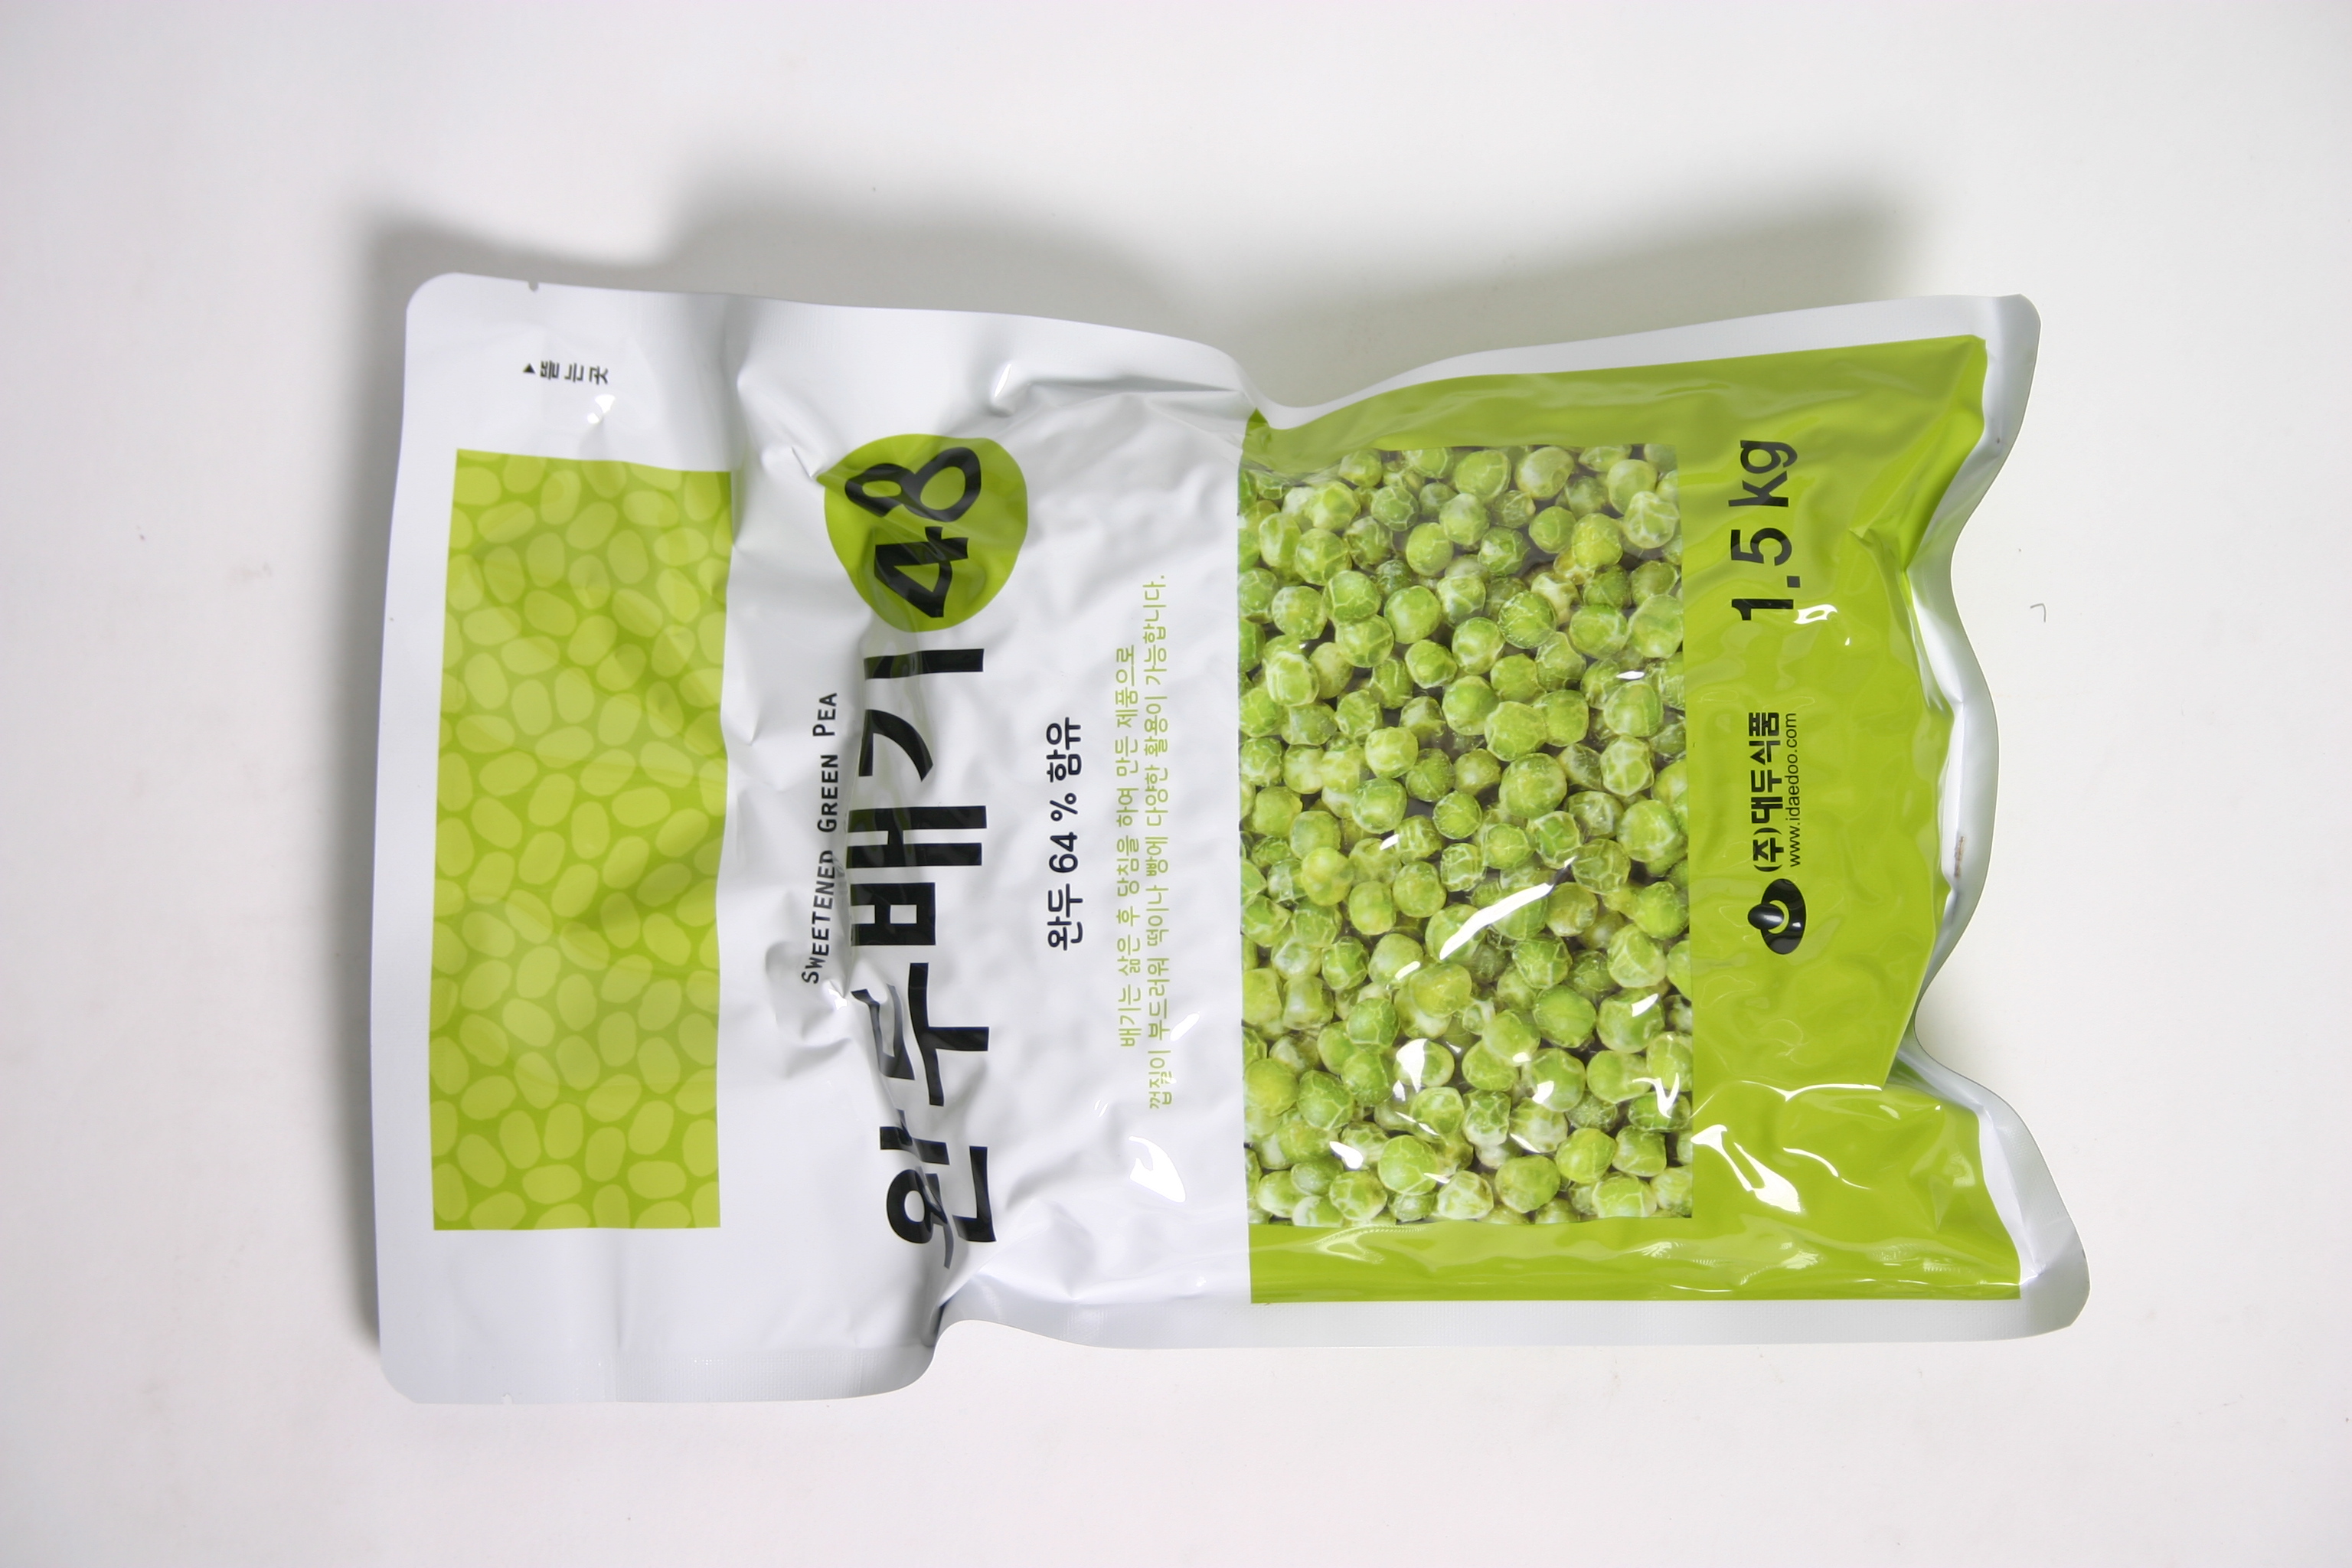 ◀뜯는곳
SWEETENED GREEN PEA
완두배기 48
완두 64 % 함유
배기는 삶은 후 당침을 하여 만든 제품으로
껍질이 부드러워 떡이나 빵에 다양한 활용이 가능합니다.
(주)대두식품
www.idaedoo.com
1.5 kg